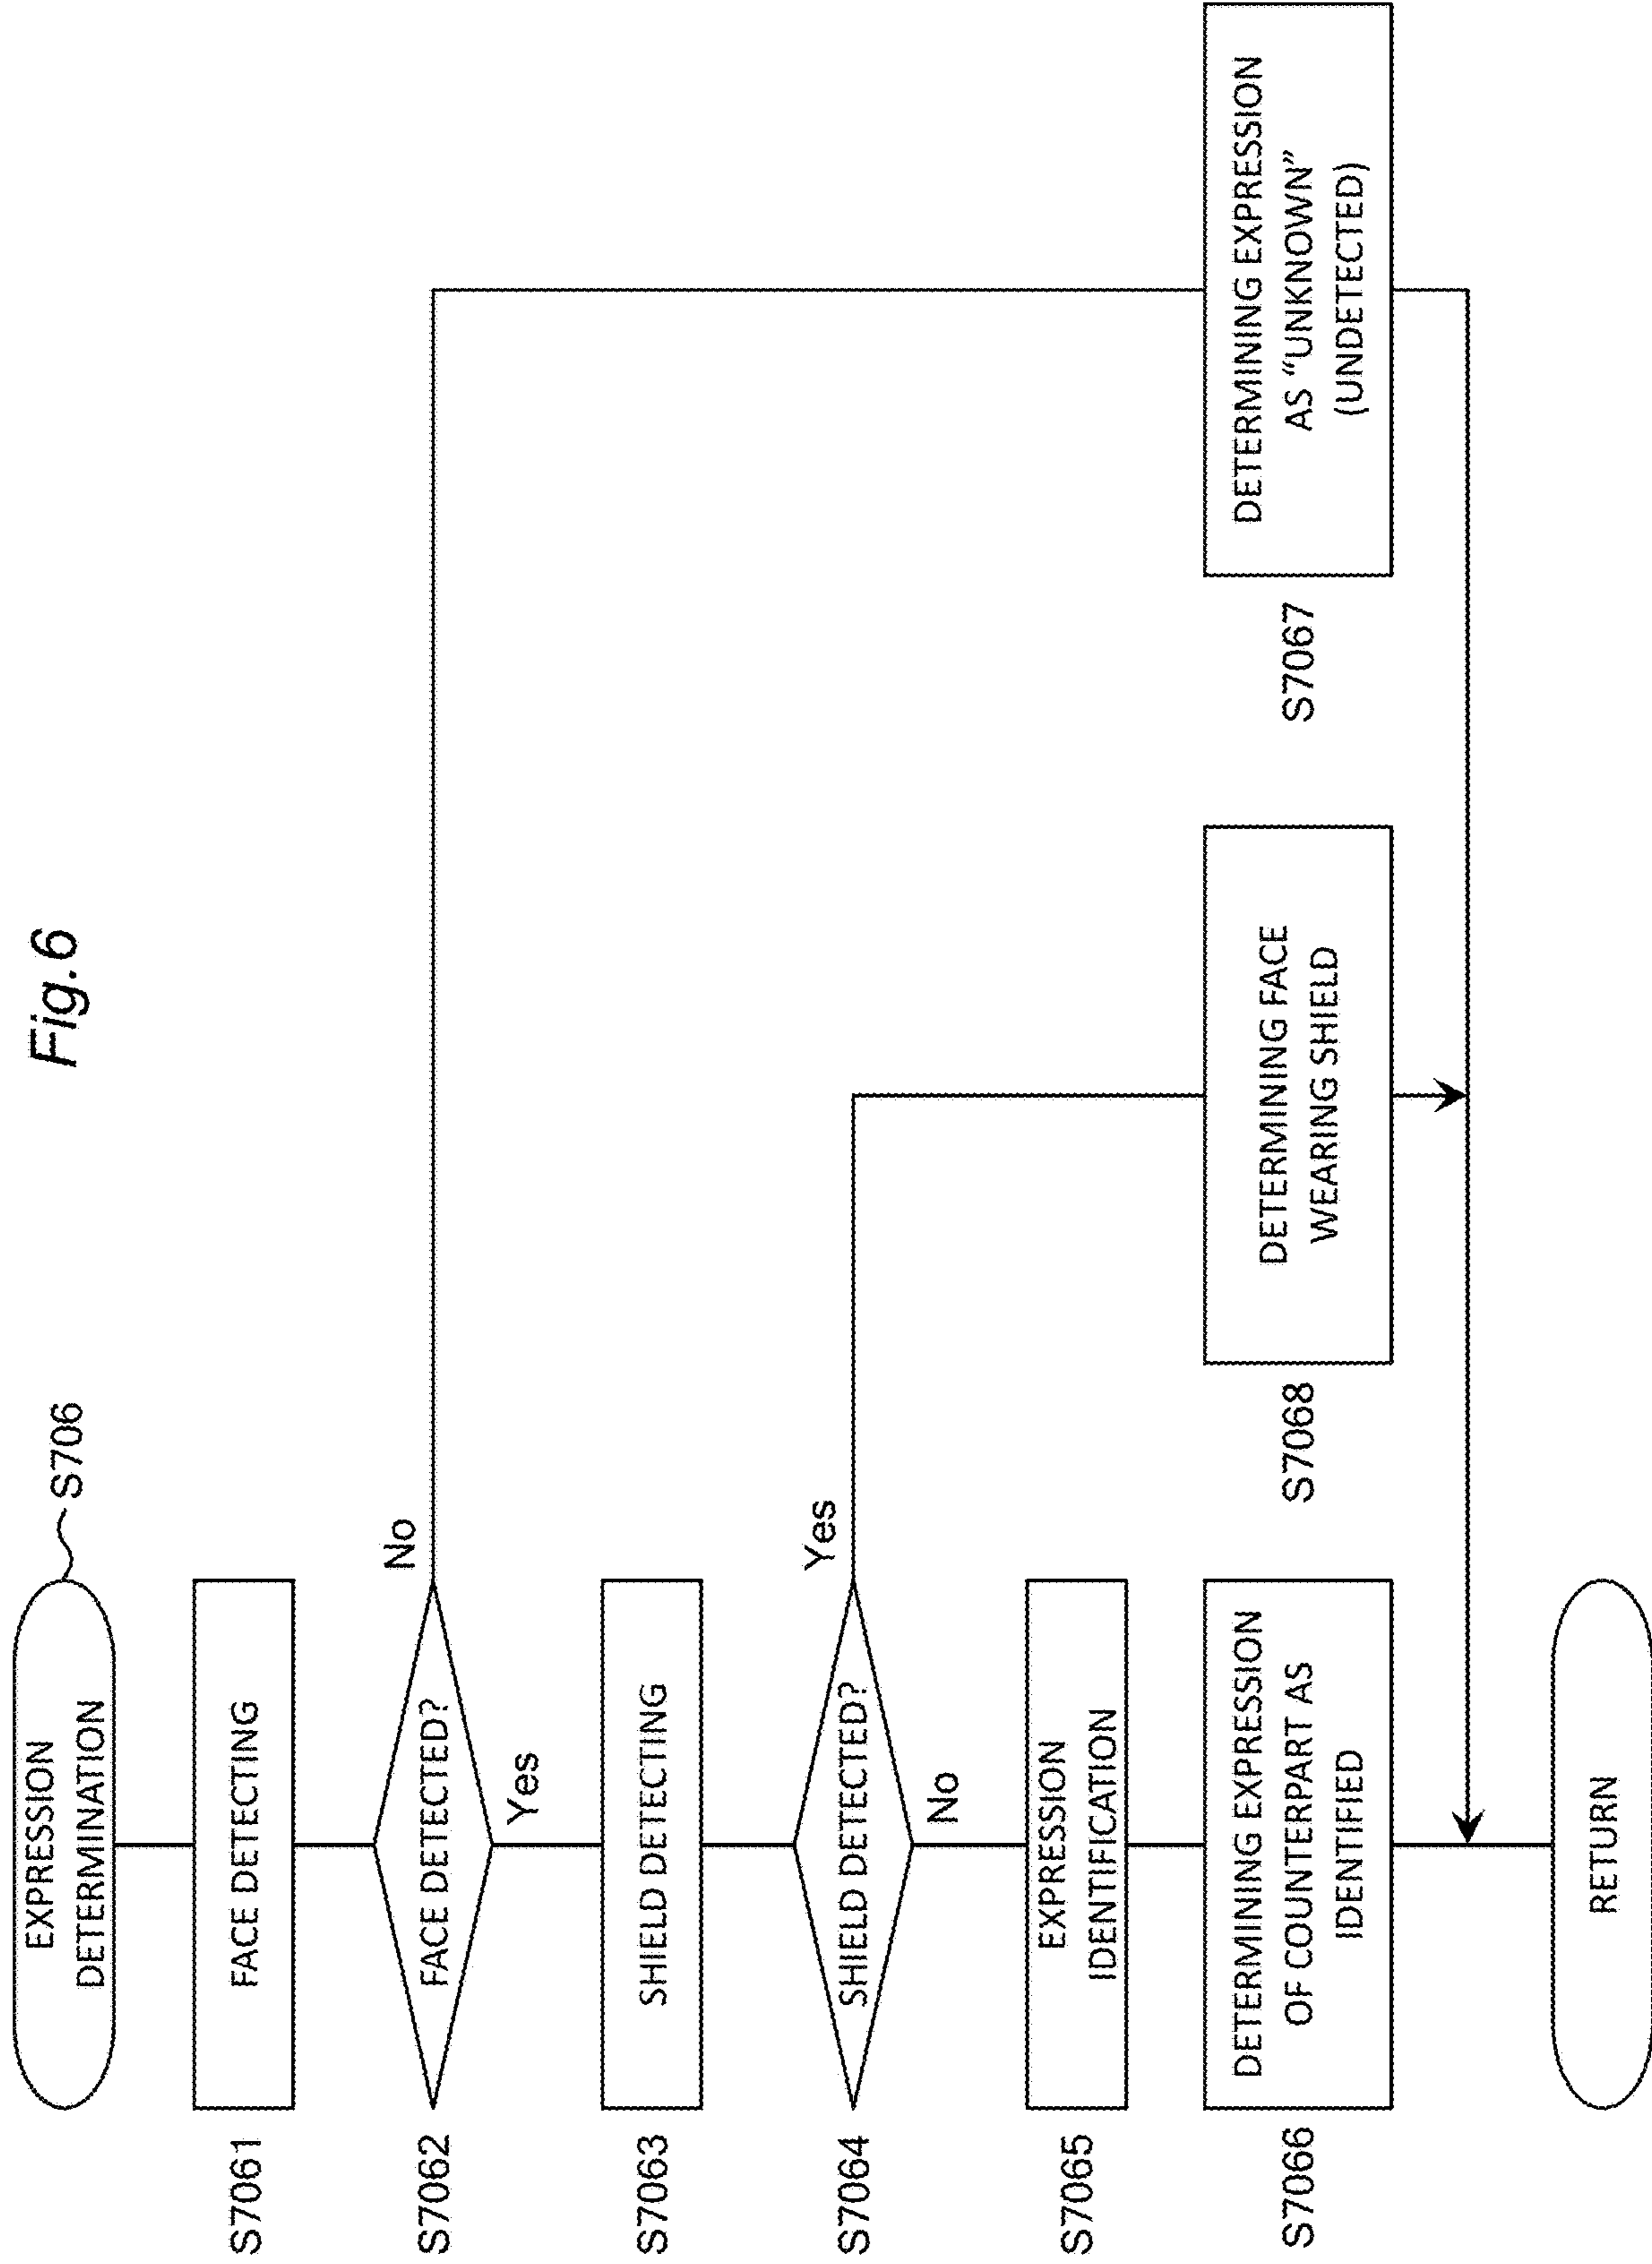 Fig.6
EXPRESSION
DETERMINATION
S706
S7061
FACE DETECTING
S7062
FACE DETECTED?
No
Yes
S7063
SHIELD DETECTING
S7064
SHIELD DETECTED?
Yes
No
S7065
EXPRESSION
IDENTIFICATION
S7066
DETERMINING EXPRESSION
OF COUNTERPART AS
IDENTIFIED
S7068
DETERMINING FACE
WEARING SHIELD
S7067
DETERMINING EXPRESSION
AS “UNKNOWN”
(UNDETECTED)
RETURN